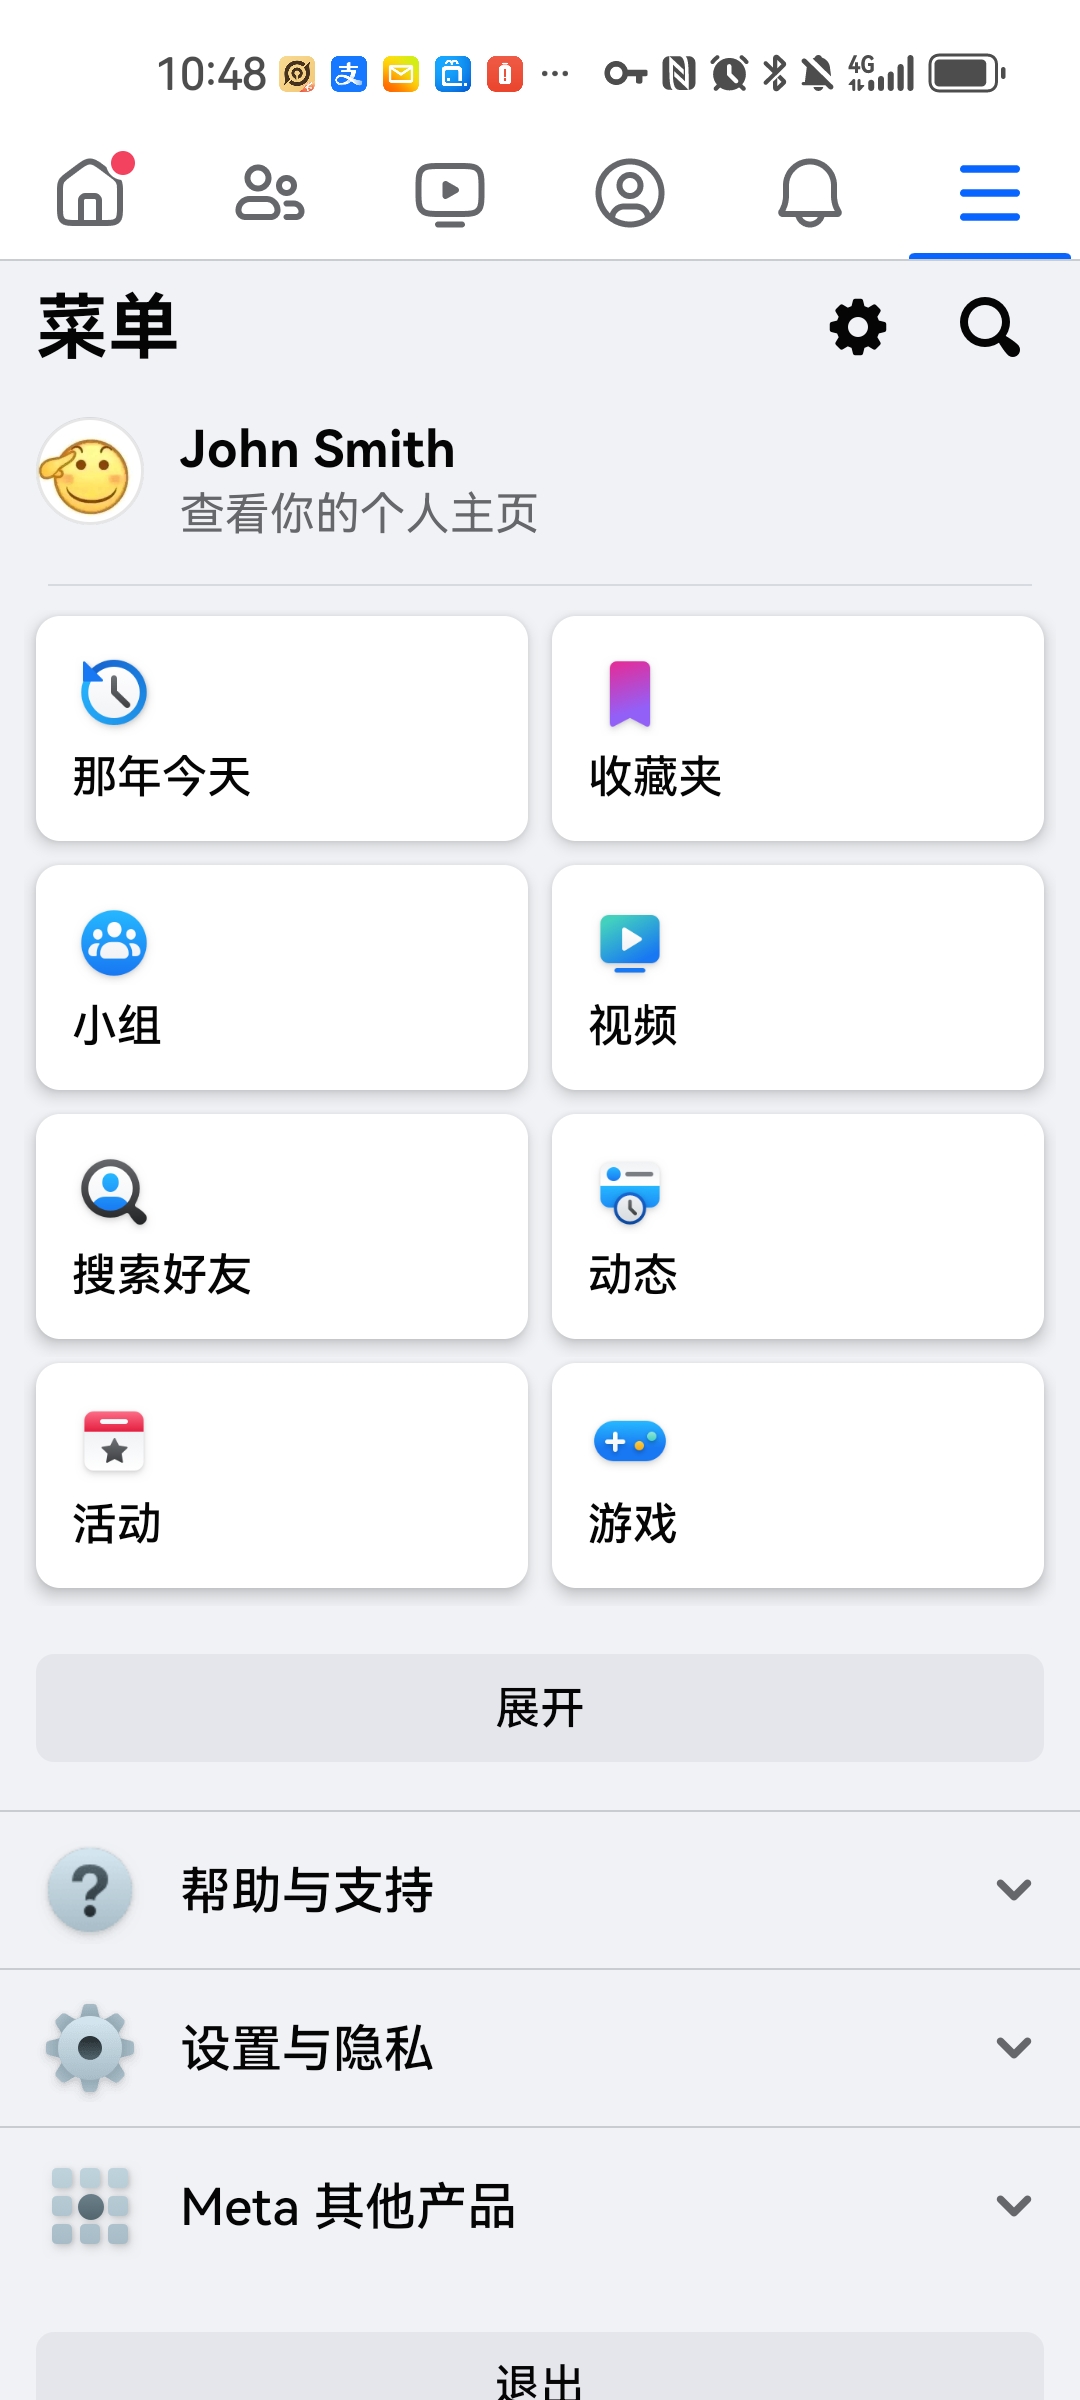 10:48
4G
菜单
John Smith
查看你的个人主页
那年今天
收藏夹
小组
视频
搜索好友
动态
活动
游戏
展开
帮助与支持
设置与隐私
Meta 其他产品
退出